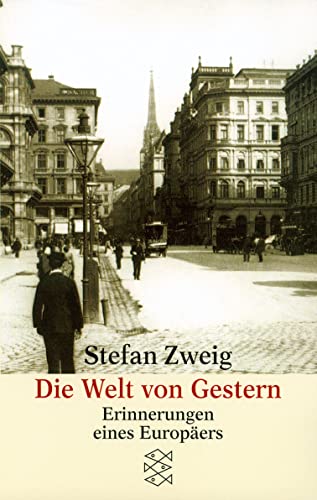 Stefan Zweig
Die Welt von Gestern
Erinnerungen
eines Europäers